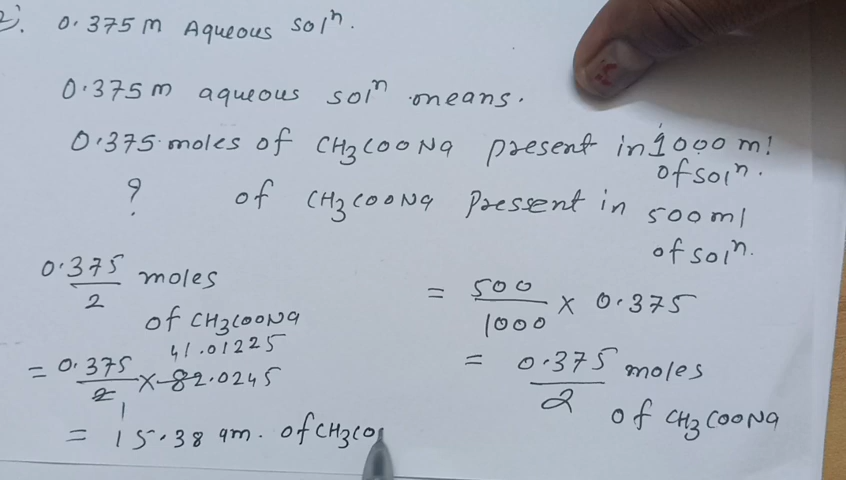 2). 0.375 M Aqueous solⁿ.
0.375 m aqueous solⁿ means.
0.375 moles of CH3COONa present in 1000 ml
of solⁿ.
? of CH3COONa pressent in 500 ml
of solⁿ.
0.375/2 moles
of CH3COONa
= 500/1000 × 0.375
41.01225
= 0.375/2 × 82.0245
1
= 0.375/2 moles
of CH3COONa
= 15.38 gm. of CH3CO